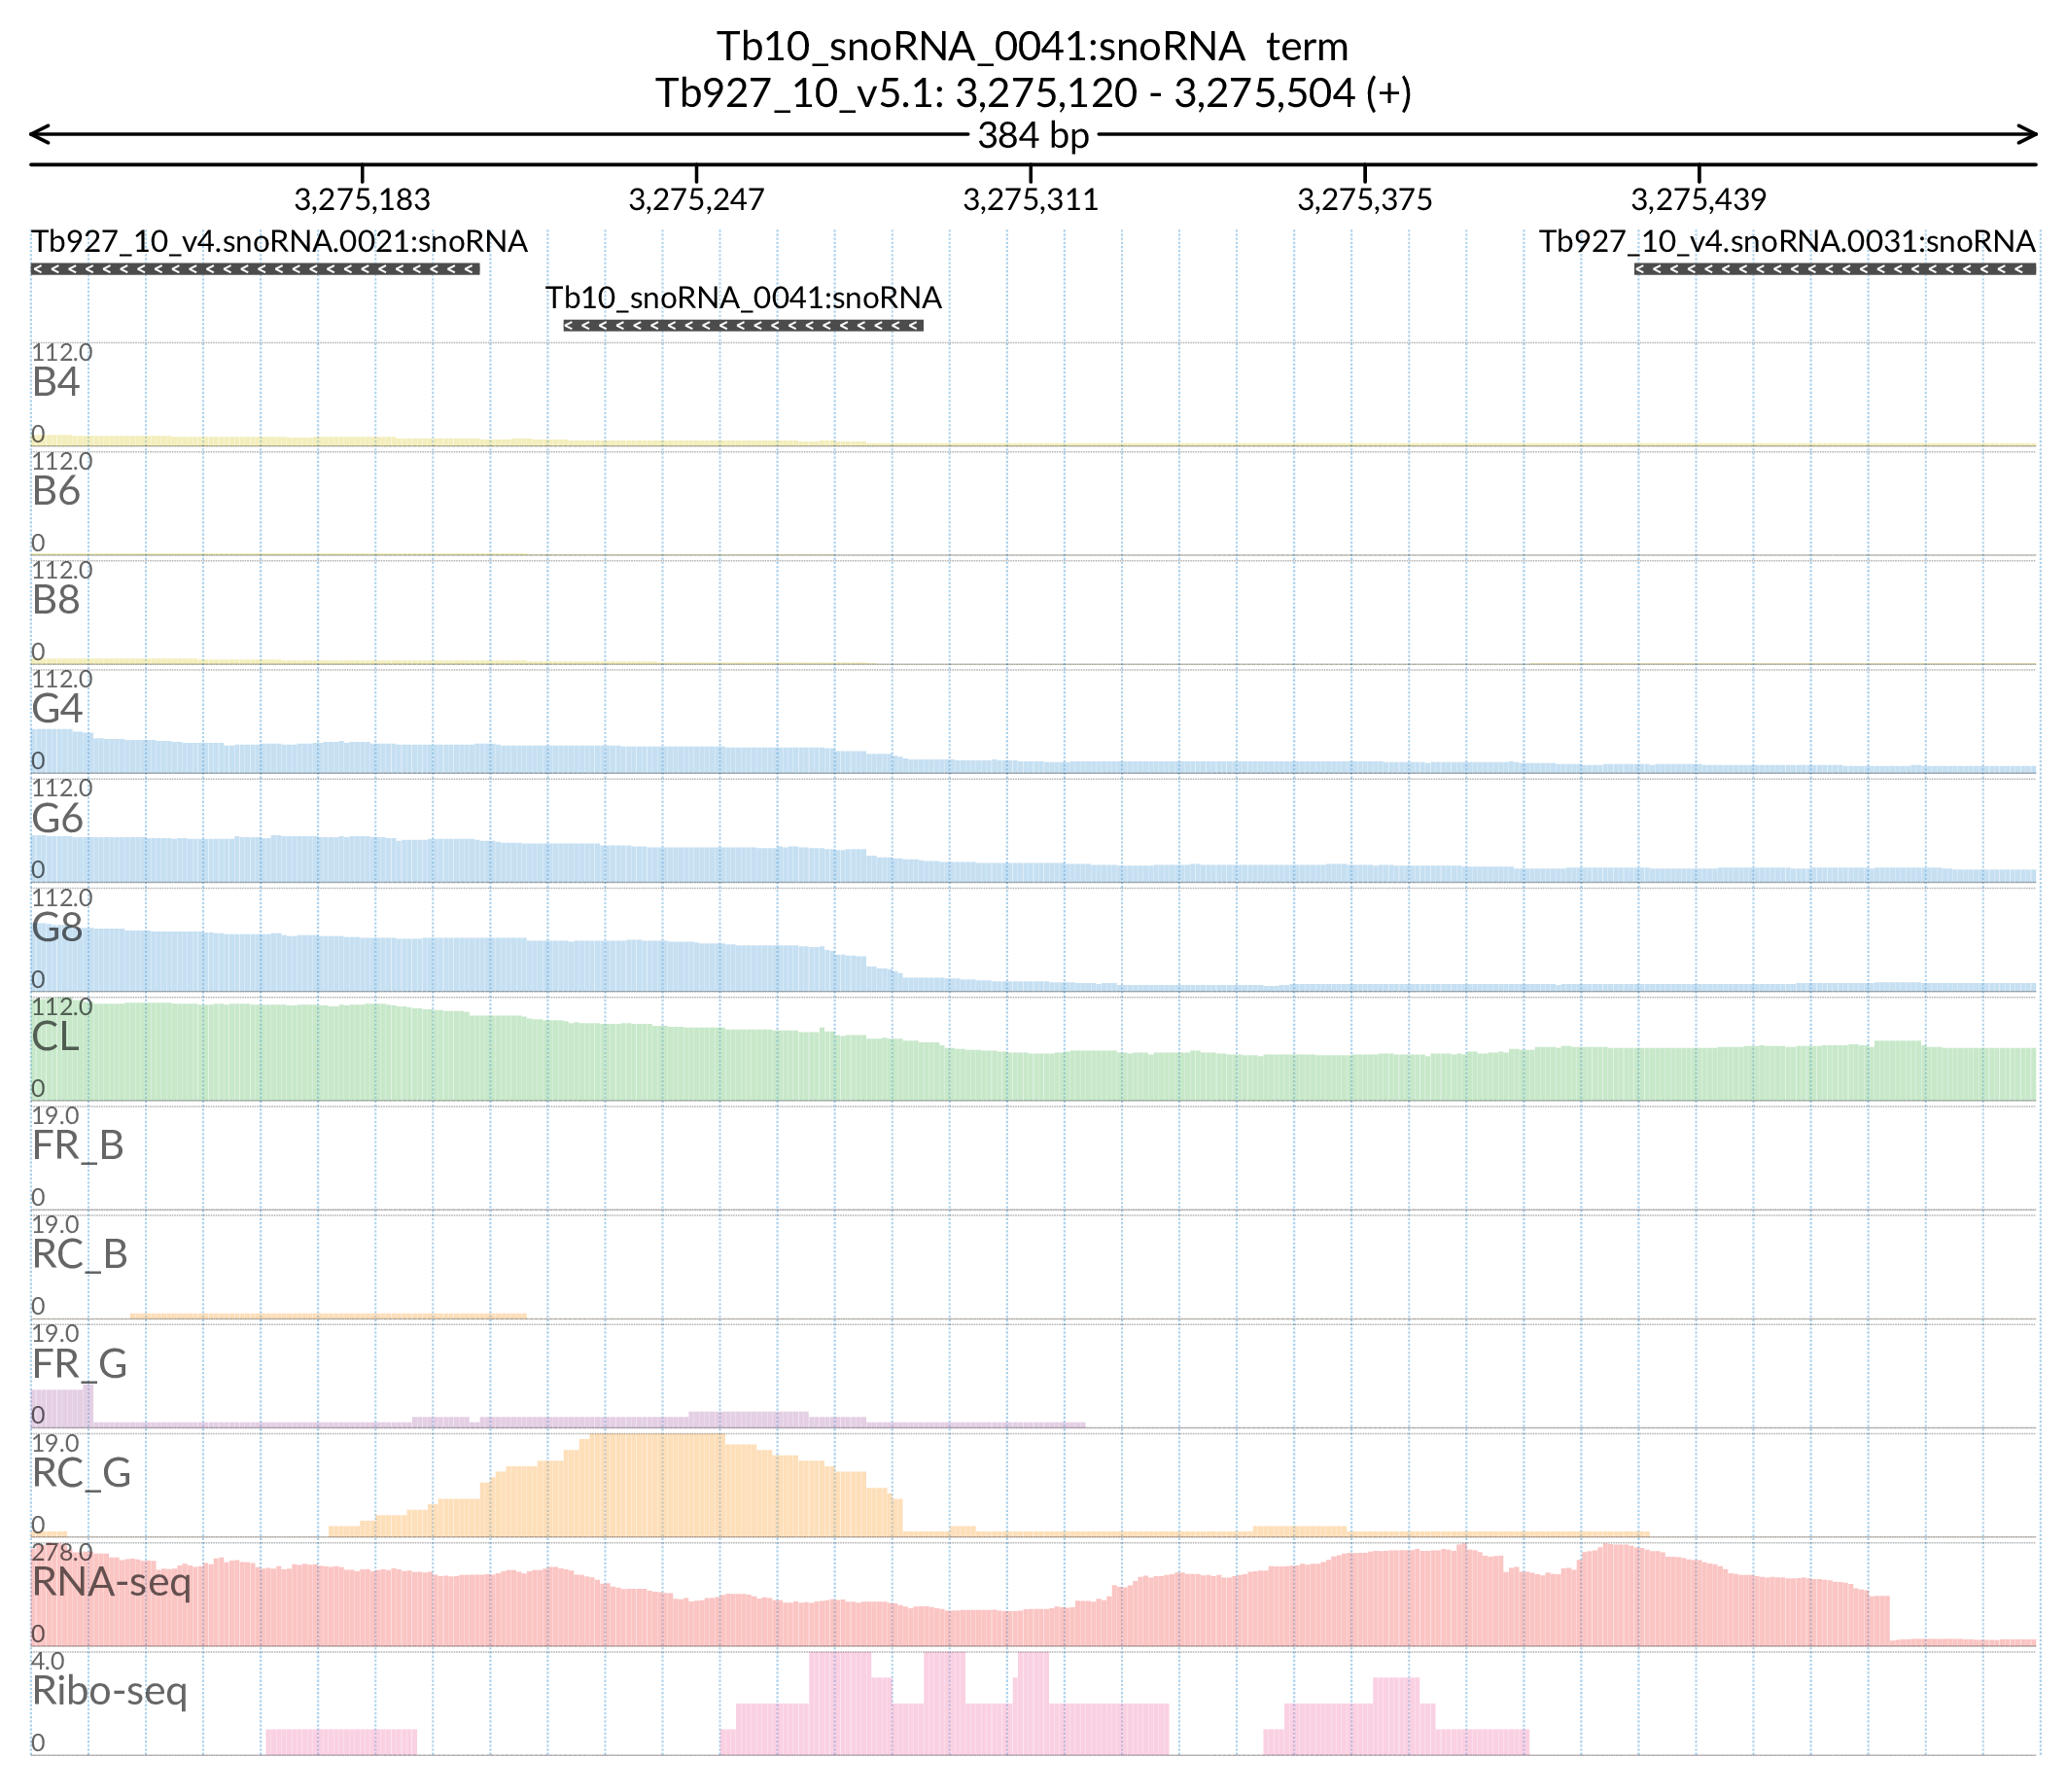 Tb10_snoRNA_0041:snoRNA term
Tb927_10_v5.1: 3,275,120 - 3,275,504 (+)
384 bp
3,275,183 3,275,247 3,275,311 3,275,375 3,275,439
Tb927_10_v4.snoRNA.0021:snoRNA Tb927_10_v4.snoRNA.0031:snoRNA
Tb10_snoRNA_0041:snoRNA
112.0
B4
0
112.0
B6
0
112.0
B8
0
112.0
G4
0
112.0
G6
0
112.0
G8
0
112.0
CL
0
19.0
FR_B
0
19.0
RC_B
0
19.0
FR_G
0
19.0
RC_G
0
278.0
RNA-seq
0
4.0
Ribo-seq
0